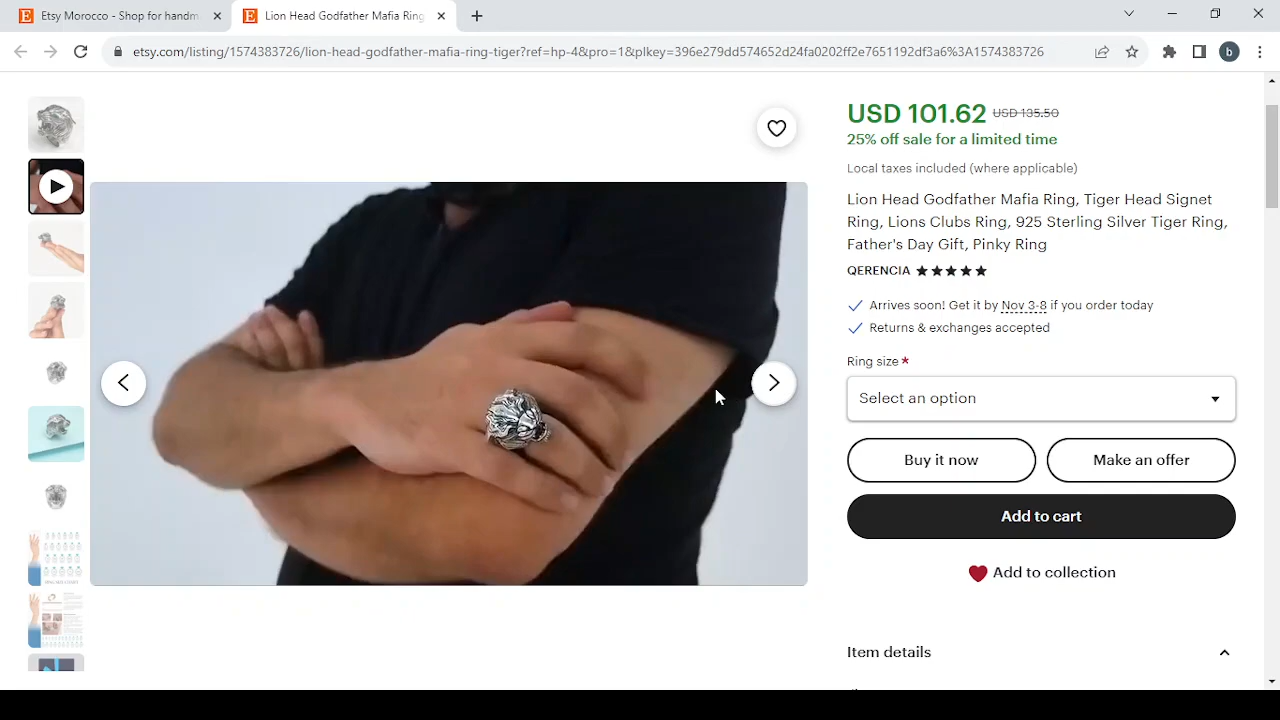 Etsy Morocco - Shop for handm
Lion Head Godfather Mafia Ring
etsy.com/listing/1574383726/lion-head-godfather-mafia-ring-tiger?ref=hp-4&pro=1&plkey=396e279dd574652d24fa0202ff2e7651192df3a6%3A1574383726
b
USD 101.62 USD 135.50
25% off sale for a limited time
Local taxes included (where applicable)
Lion Head Godfather Mafia Ring, Tiger Head Signet
Ring, Lions Clubs Ring, 925 Sterling Silver Tiger Ring,
Father's Day Gift, Pinky Ring
QERENCIA
Arrives soon! Get it by Nov 3-8 if you order today
Returns & exchanges accepted
Ring size *
Select an option
Buy it now
Make an offer
Add to cart
Add to collection
Item details